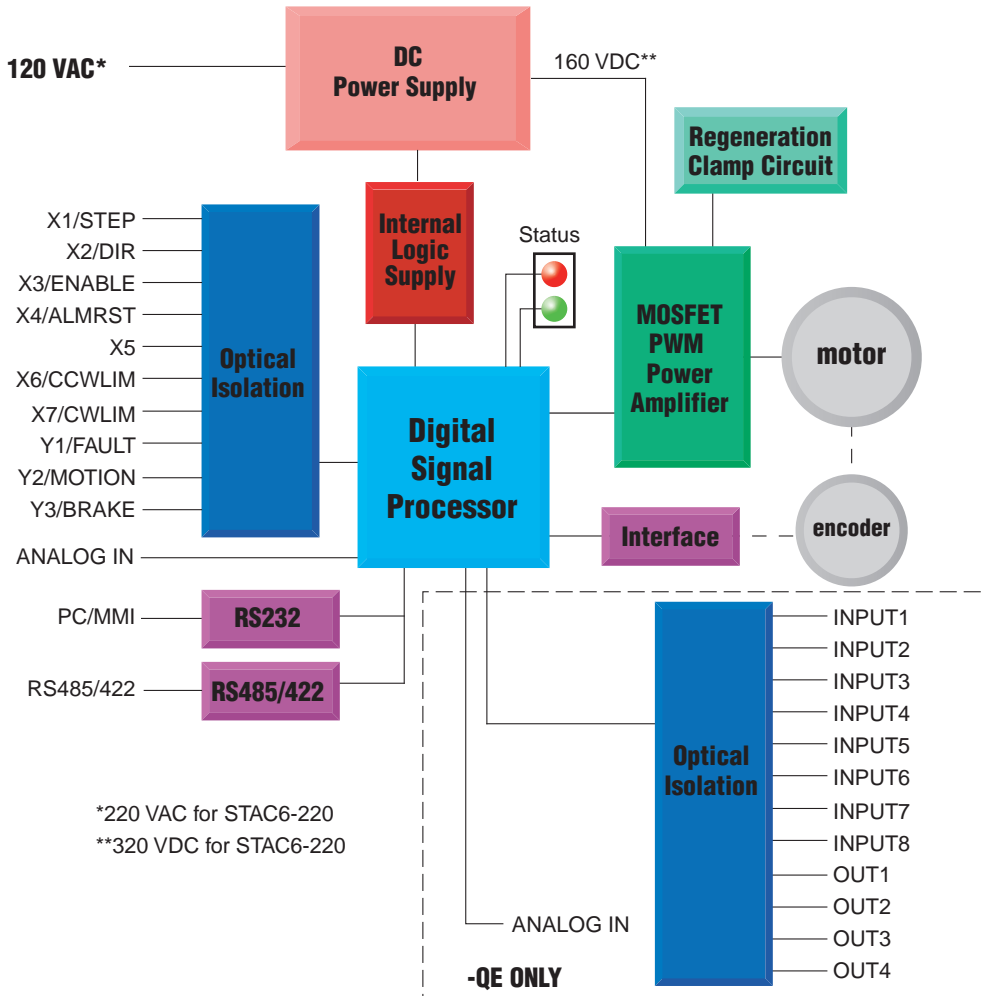 DC
Power Supply
120 VAC*
160 VDC**
Regeneration
Clamp Circuit
Internal
Logic
Supply
Status
X1/STEP
X2/DIR
X3/ENABLE
X4/ALMRST
X5
X6/CCWLIM
X7/CWLIM
Y1/FAULT
Y2/MOTION
Y3/BRAKE
Optical
Isolation
MOSFET
PWM
Power
Amplifier
motor
Digital
Signal
Processor
Interface
encoder
ANALOG IN
PC/MMI
RS232
RS485/422
RS485/422
INPUT1
INPUT2
INPUT3
INPUT4
INPUT5
INPUT6
INPUT7
INPUT8
OUT1
OUT2
OUT3
OUT4
Optical
Isolation
*220 VAC for STAC6-220
**320 VDC for STAC6-220
ANALOG IN
-QE ONLY